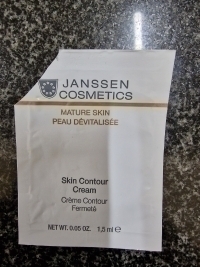 JANSSEN
COSMETICS
MATURE SKIN
PEAU DÉVITALISÉE
Skin Contour
Cream
Crème Contour
Fermeté
NET WT. 0.05 OZ. 1,5 ml ℮